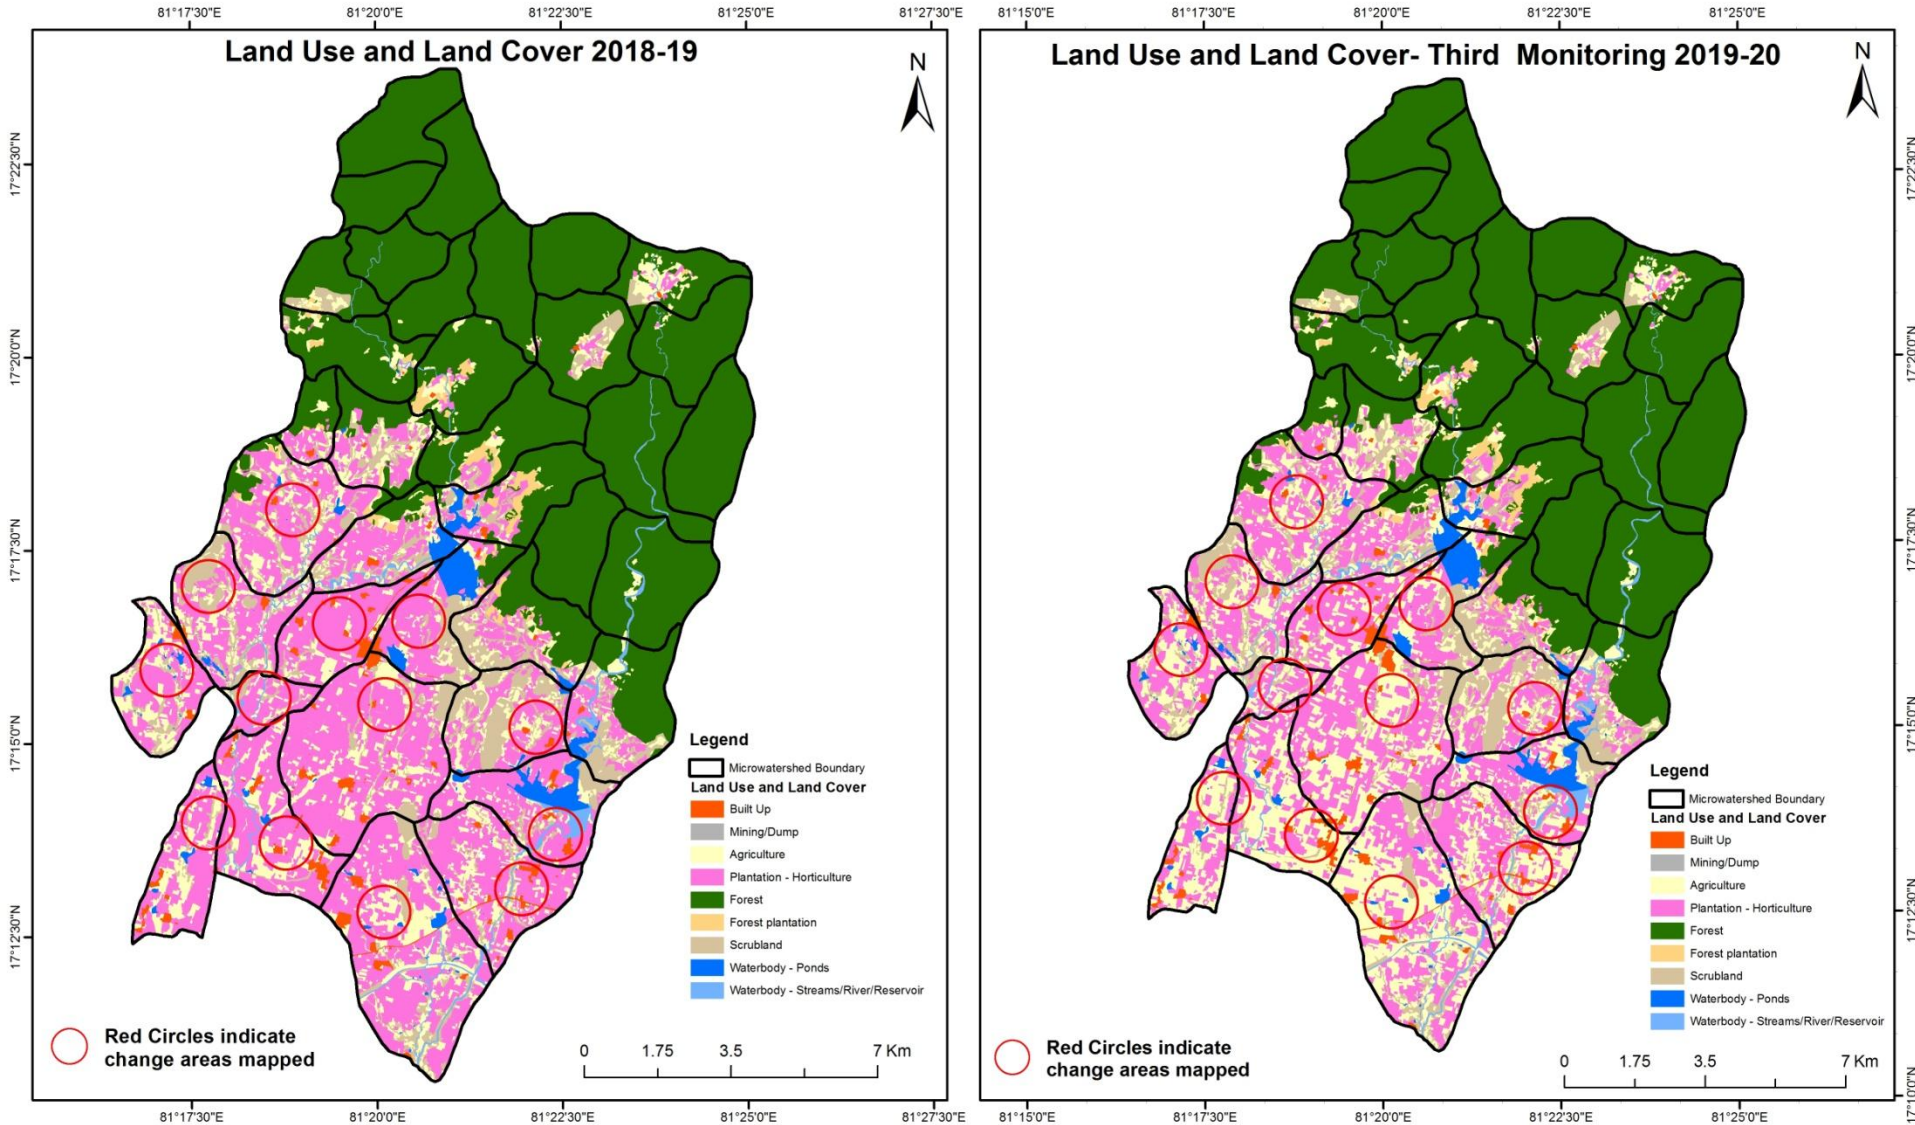 81°17'30"E 81°20'0"E 81°22'30"E 81°25'0"E 81°27'30"E
Land Use and Land Cover 2018-19
N
17°22'30"N
17°20'0"N
17°17'30"N
17°15'0"N
17°12'30"N
Legend
Microwatershed Boundary
Land Use and Land Cover
Built Up
Mining/Dump
Agriculture
Plantation - Horticulture
Forest
Forest plantation
Scrubland
Waterbody - Ponds
Waterbody - Streams/River/Reservoir
Red Circles indicate
change areas mapped
0 1.75 3.5 7 Km
81°17'30"E 81°20'0"E 81°22'30"E 81°25'0"E 81°27'30"E
81°15'0"E 81°17'30"E 81°20'0"E 81°22'30"E 81°25'0"E
Land Use and Land Cover- Third Monitoring 2019-20
N
17°22'30"N
17°20'0"N
17°17'30"N
17°15'0"N
17°12'30"N
17°10'0"N
Legend
Microwatershed Boundary
Land Use and Land Cover
Built Up
Mining/Dump
Agriculture
Plantation - Horticulture
Forest
Forest plantation
Scrubland
Waterbody - Ponds
Waterbody - Streams/River/Reservoir
Red Circles indicate
change areas mapped
0 1.75 3.5 7 Km
81°15'0"E 81°17'30"E 81°20'0"E 81°22'30"E 81°25'0"E